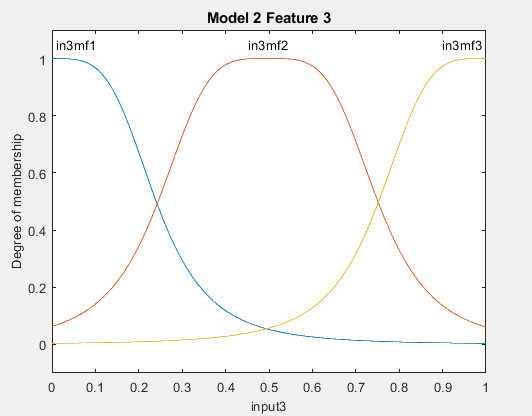 Model 2 Feature 3
in3mf1 in3mf2 in3mf3
1
0.8
0.6
0.4
0.2
0
Degree of membership
0 0.1 0.2 0.3 0.4 0.5 0.6 0.7 0.8 0.9 1
input3